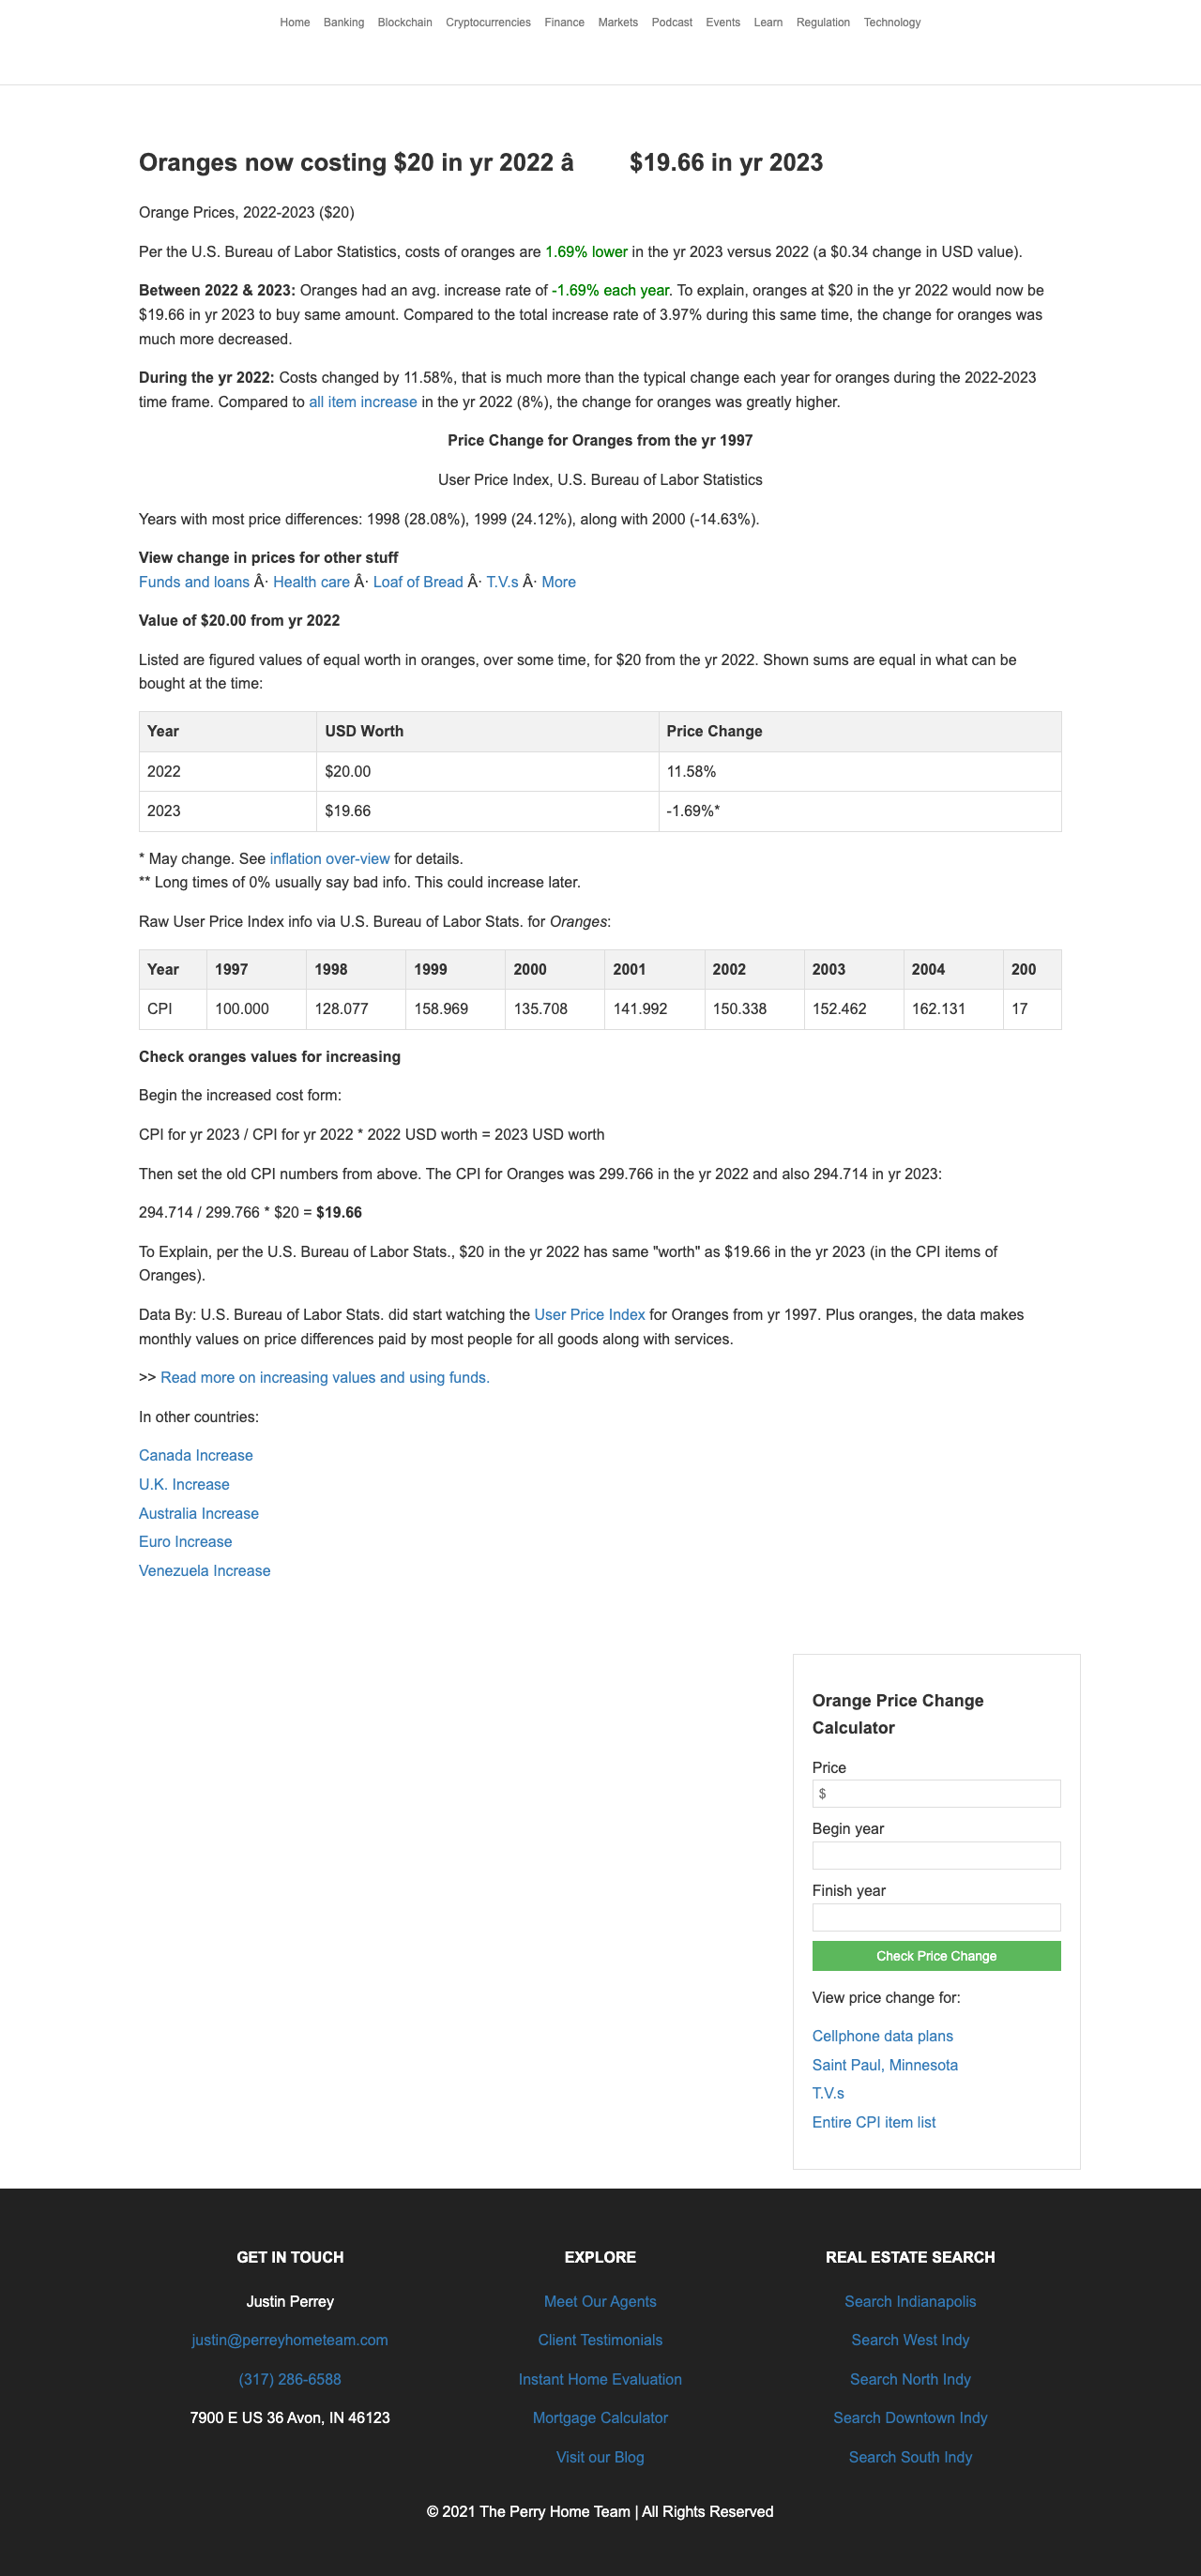 Home Banking Blockchain Cryptocurrencies Finance Markets Podcast Events Learn Regulation Technology
Oranges now costing $20 in yr 2022 â $19.66 in yr 2023
Orange Prices, 2022-2023 ($20)
Per the U.S. Bureau of Labor Statistics, costs of oranges are 1.69% lower in the yr 2023 versus 2022 (a $0.34 change in USD value).
Between 2022 & 2023: Oranges had an avg. increase rate of -1.69% each year. To explain, oranges at $20 in the yr 2022 would now be
$19.66 in yr 2023 to buy same amount. Compared to the total increase rate of 3.97% during this same time, the change for oranges was
much more decreased.
During the yr 2022: Costs changed by 11.58%, that is much more than the typical change each year for oranges during the 2022-2023
time frame. Compared to all item increase in the yr 2022 (8%), the change for oranges was greatly higher.
Price Change for Oranges from the yr 1997
User Price Index, U.S. Bureau of Labor Statistics
Years with most price differences: 1998 (28.08%), 1999 (24.12%), along with 2000 (-14.63%).
View change in prices for other stuff
Funds and loans Â· Health care Â· Loaf of Bread Â· T.V.s Â· More
Value of $20.00 from yr 2022
Listed are figured values of equal worth in oranges, over some time, for $20 from the yr 2022. Shown sums are equal in what can be
bought at the time:
Year USD Worth Price Change
2022 $20.00 11.58%
2023 $19.66 -1.69%*
* May change. See inflation over-view for details.
** Long times of 0% usually say bad info. This could increase later.
Raw User Price Index info via U.S. Bureau of Labor Stats. for Oranges:
Year 1997 1998 1999 2000 2001 2002 2003 2004 200
CPI 100.000 128.077 158.969 135.708 141.992 150.338 152.462 162.131 17
Check oranges values for increasing
Begin the increased cost form:
CPI for yr 2023 / CPI for yr 2022 * 2022 USD worth = 2023 USD worth
Then set the old CPI numbers from above. The CPI for Oranges was 299.766 in the yr 2022 and also 294.714 in yr 2023:
294.714 / 299.766 * $20 = $19.66
To Explain, per the U.S. Bureau of Labor Stats., $20 in the yr 2022 has same "worth" as $19.66 in the yr 2023 (in the CPI items of
Oranges).
Data By: U.S. Bureau of Labor Stats. did start watching the User Price Index for Oranges from yr 1997. Plus oranges, the data makes
monthly values on price differences paid by most people for all goods along with services.
>> Read more on increasing values and using funds.
In other countries:
Canada Increase
U.K. Increase
Australia Increase
Euro Increase
Venezuela Increase
Orange Price Change
Calculator
Price
$
Begin year
Finish year
Check Price Change
View price change for:
Cellphone data plans
Saint Paul, Minnesota
T.V.s
Entire CPI item list
GET IN TOUCH
Justin Perrey
justin@perreyhometeam.com
(317) 286-6588
7900 E US 36 Avon, IN 46123
EXPLORE
Meet Our Agents
Client Testimonials
Instant Home Evaluation
Mortgage Calculator
Visit our Blog
REAL ESTATE SEARCH
Search Indianapolis
Search West Indy
Search North Indy
Search Downtown Indy
Search South Indy
© 2021 The Perry Home Team | All Rights Reserved